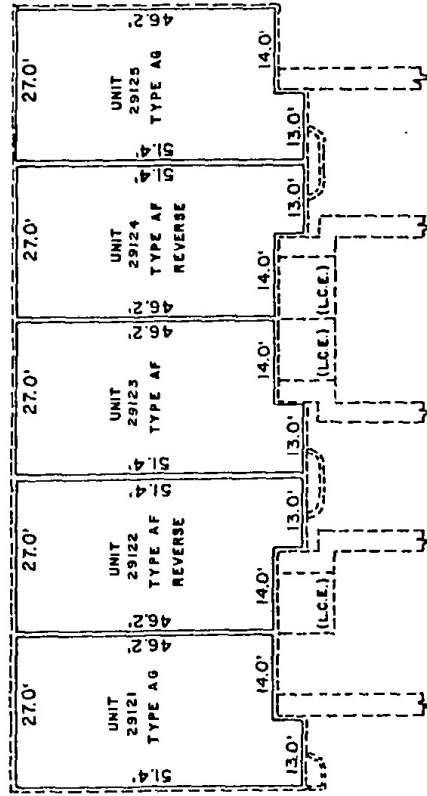 46.2'
27.0'
UNIT
29125
TYPE AG
14.0'
51.4'
13.0'
51.4'
27.0'
UNIT
29124
TYPE AF
REVERSE
13.0'
14.0'
(L.C.E.)
46.2'
46.2'
27.0'
UNIT
29123
TYPE AF
14.0'
(L.C.E.)
13.0'
51.4'
51.4'
27.0'
UNIT
29122
TYPE AF
REVERSE
13.0'
14.0'
(L.C.E.)
46.2'
46.2'
27.0'
UNIT
29121
TYPE AG
14.0'
13.0'
51.4'